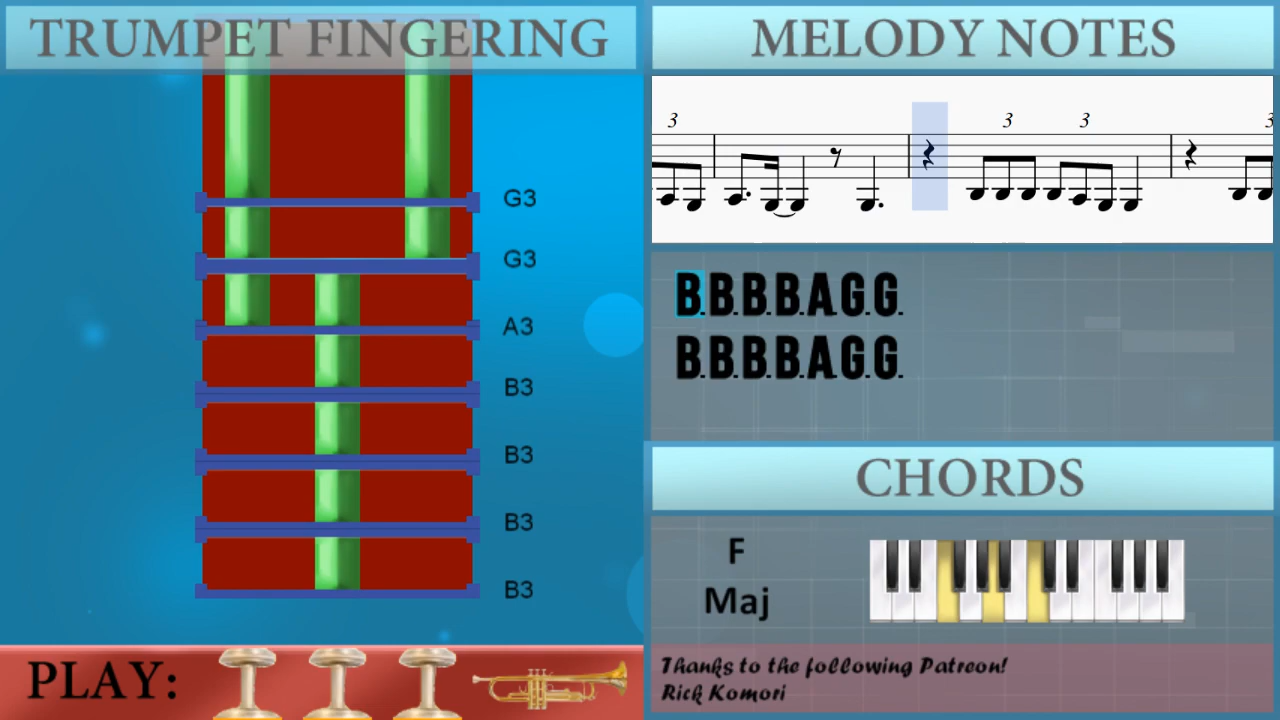 TRUMPET FINGERING
G3
G3
A3
B3
B3
B3
B3
PLAY:
MELODY NOTES
3 3 3 3
B.B.B.B.A.G.G.
B.B.B.B.A.G.G.
CHORDS
F
Maj
Thanks to the following Patreon!
Rick Komori